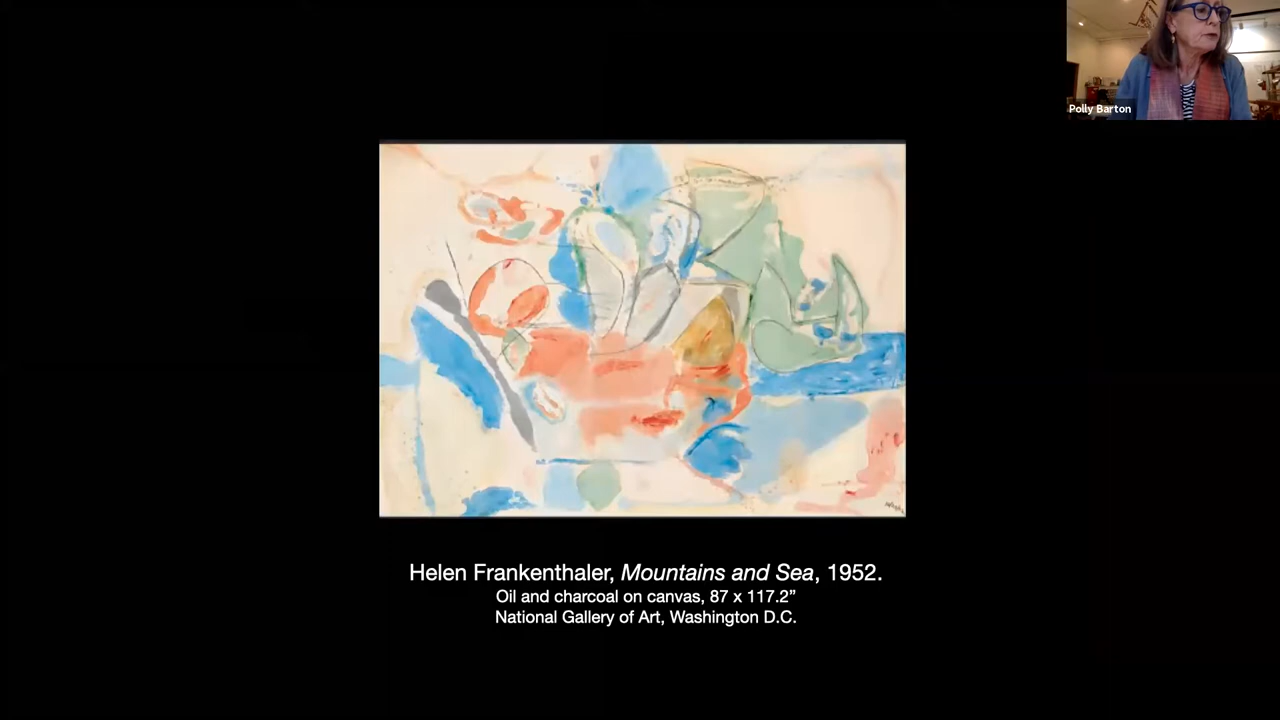 Polly Barton
Helen Frankenthaler, Mountains and Sea, 1952.
Oil and charcoal on canvas, 87 x 117.2”
National Gallery of Art, Washington D.C.